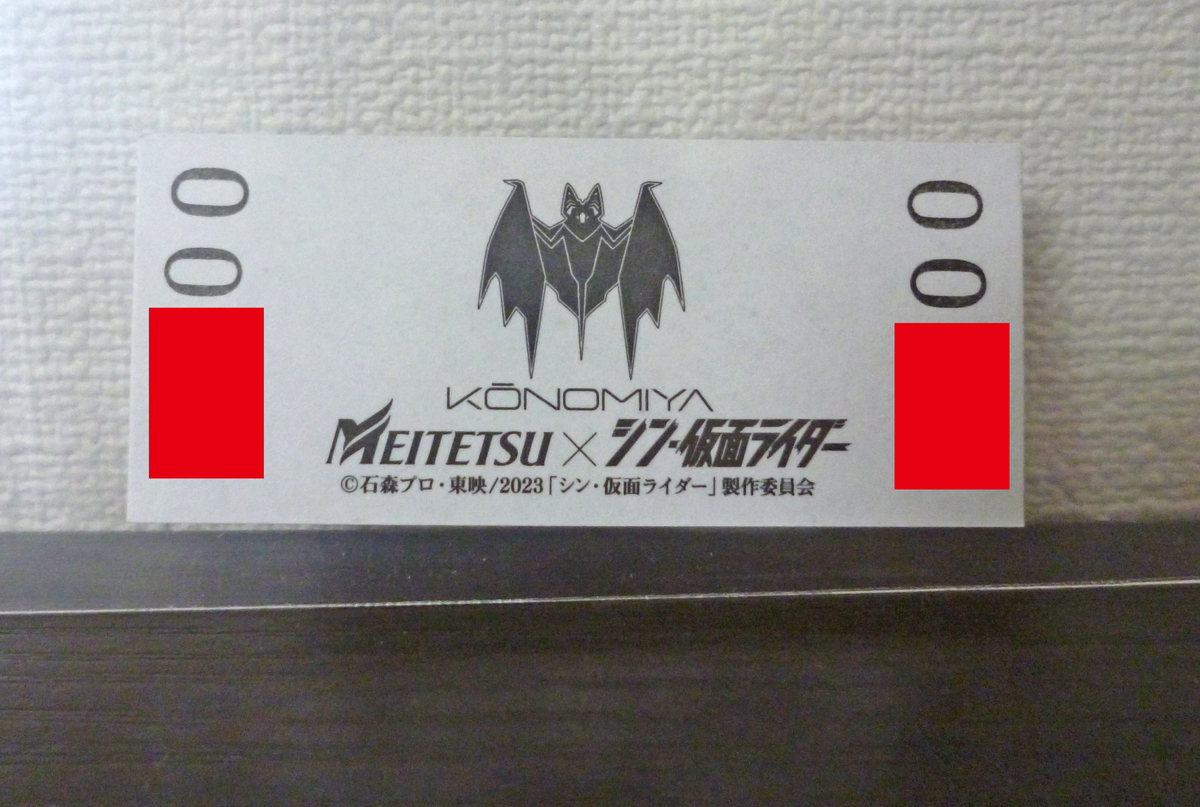 00
KŌNOMIYA
MEITETSU×シン・仮面ライダー
©石森プロ・東映/2023「シン・仮面ライダー」製作委員会
00